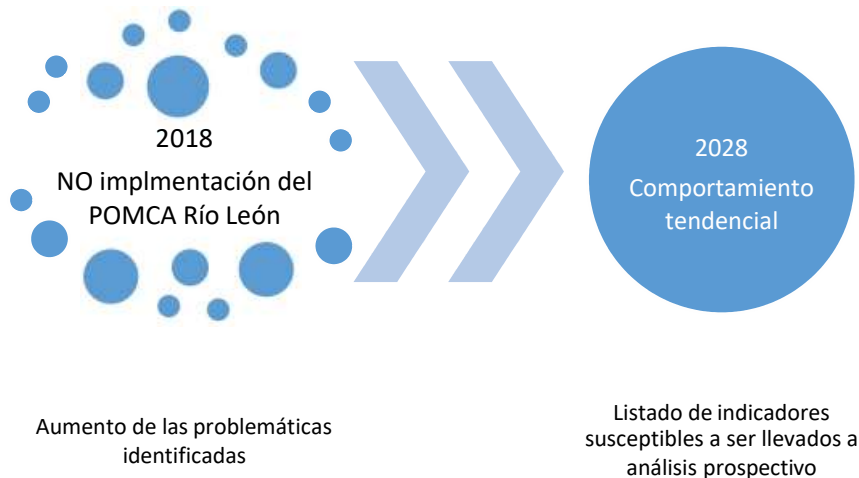 2018
NO implmentación del
POMCA Río León
2028
Comportamiento
tendencial
Aumento de las problemáticas
identificadas
Listado de indicadores
susceptibles a ser llevados a
análisis prospectivo